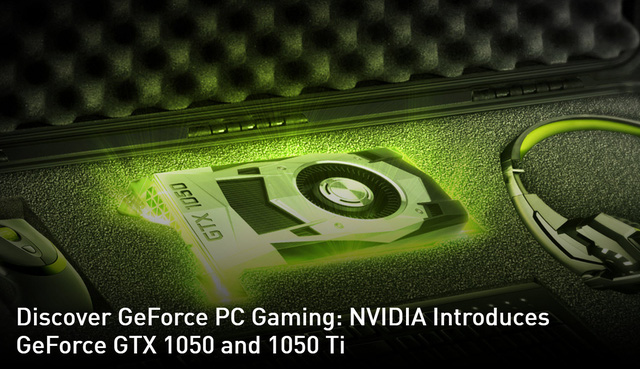 GTX 1050
Discover GeForce PC Gaming: NVIDIA Introduces
GeForce GTX 1050 and 1050 Ti